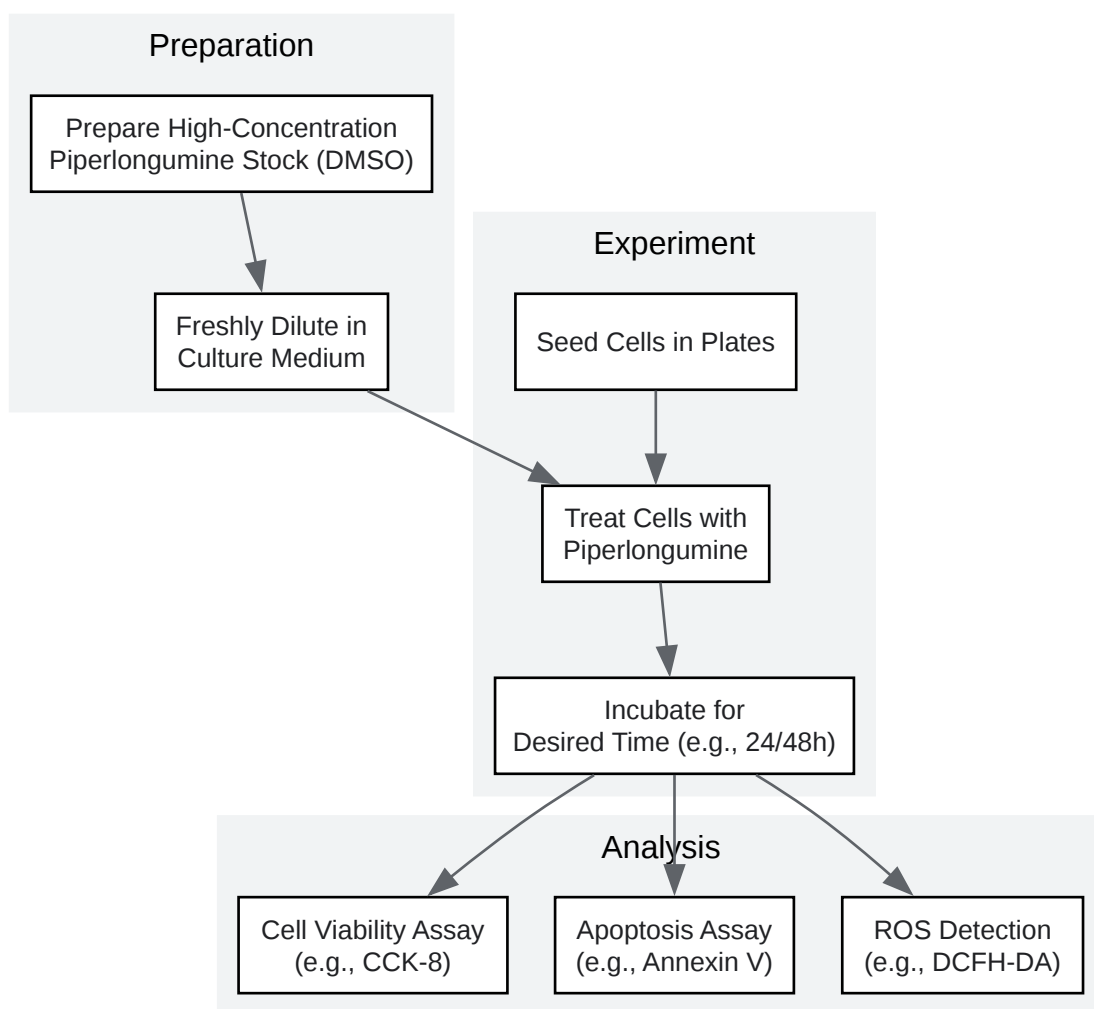 Preparation
Prepare High-Concentration
Piperlongumine Stock (DMSO)
Freshly Dilute in
Culture Medium
Experiment
Seed Cells in Plates
Treat Cells with
Piperlongumine
Incubate for
Desired Time (e.g., 24/48h)
Analysis
Cell Viability Assay
(e.g., CCK-8)
Apoptosis Assay
(e.g., Annexin V)
ROS Detection
(e.g., DCFH-DA)